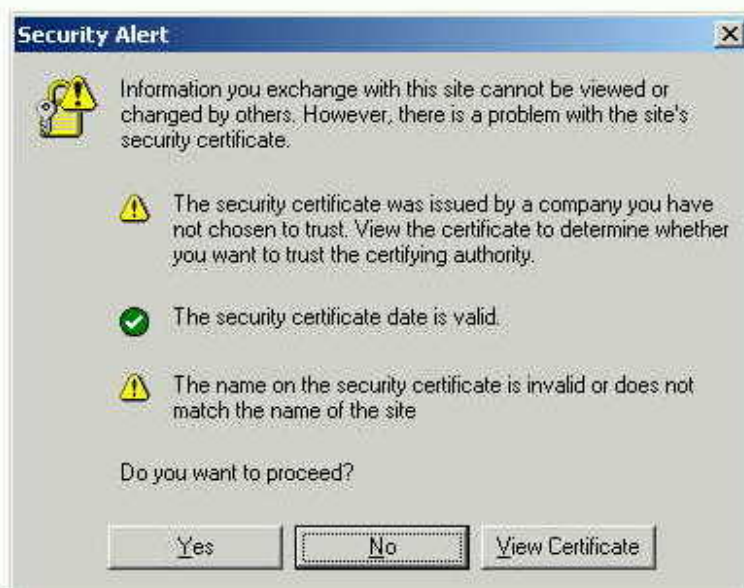 Security Alert
Information you exchange with this site cannot be viewed or
changed by others. However, there is a problem with the site's
security certificate.
The security certificate was issued by a company you have
not chosen to trust. View the certificate to determine whether
you want to trust the certifying authority.
The security certificate date is valid.
The name on the security certificate is invalid or does not
match the name of the site
Do you want to proceed?
Yes No View Certificate